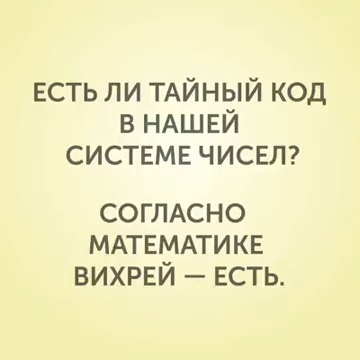 ЕСТЬ ЛИ ТАЙНЫЙ КОД
В НАШЕЙ
СИСТЕМЕ ЧИСЕЛ?
СОГЛАСНО
МАТЕМАТИКЕ
ВИХРЕЙ — ЕСТЬ.